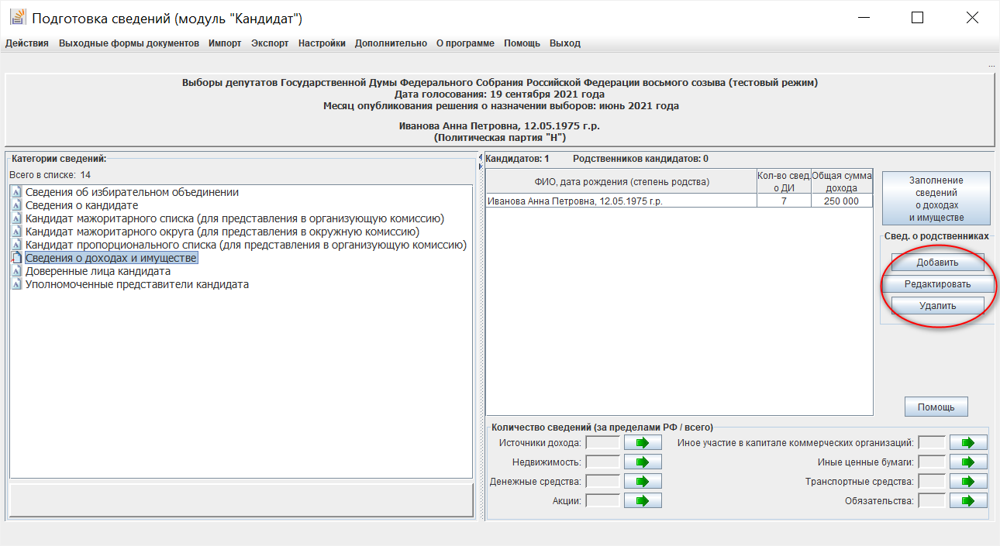 Подготовка сведений (модуль "Кандидат")
Действия Выходные формы документов Импорт Экспорт Настройки Дополнительно О программе Помощь Выход
...
Выборы депутатов Государственной Думы Федерального Собрания Российской Федерации восьмого созыва (тестовый режим)
Дата голосования: 19 сентября 2021 года
Месяц опубликования решения о назначении выборов: июнь 2021 года
Иванова Анна Петровна, 12.05.1975 г.р.
(Политическая партия "Н")
Категории сведений:
Всего в списке: 14
Сведения об избирательном объединении
Сведения о кандидате
Кандидат мажоритарного списка (для представления в организующую комиссию)
Кандидат мажоритарного округа (для представления в окружную комиссию)
Кандидат пропорционального списка (для представления в организующую комиссию)
Сведения о доходах и имуществе
Доверенные лица кандидата
Уполномоченные представители кандидата
Кандидатов: 1 Родственников кандидатов: 0
ФИО, дата рождения (степень родства)
Кол-во свед.
о ДИ
Общая сумма
дохода
Иванова Анна Петровна, 12.05.1975 г.р. 7 250 000
Заполнение
сведений
о доходах
и имуществе
Свед. о родственниках
Добавить
Редактировать
Удалить
Помощь
Количество сведений (за пределами РФ / всего)
Источники дохода: Иное участие в капитале коммерческих организаций:
Недвижимость: Иные ценные бумаги:
Денежные средства: Транспортные средства:
Акции: Обязательства: